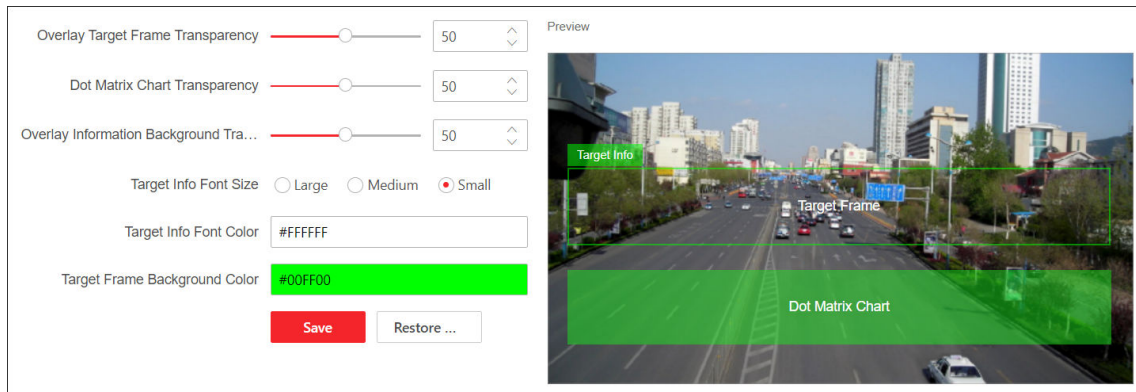 Overlay Target Frame Transparency
50
Dot Matrix Chart Transparency
50
Overlay Information Background Tra...
50
Target Info Font Size
Large
Medium
Small
Target Info Font Color
#FFFFFF
Target Frame Background Color
#00FF00
Save
Restore ...
Preview
Target Info
Target Frame
Dot Matrix Chart